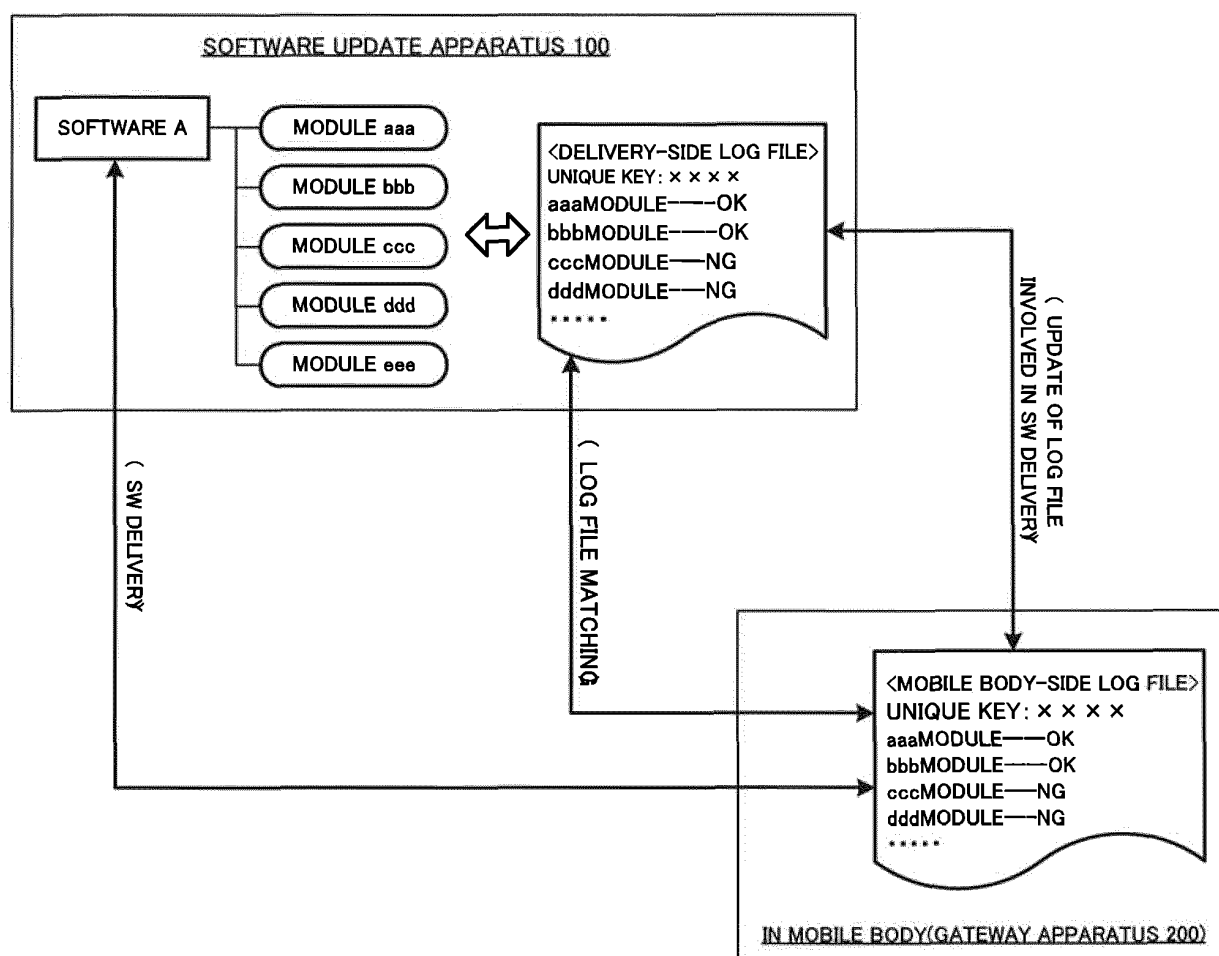 SOFTWARE UPDATE APPARATUS 100
SOFTWARE A
MODULE aaa
MODULE bbb
MODULE ccc
MODULE ddd
MODULE eee
<DELIVERY-SIDE LOG FILE>
UNIQUE KEY: × × × ×
aaaMODULE-----OK
bbbMODULE----OK
cccMODULE---NG
dddMODULE---NG
*****
( SW DELIVERY
( LOG FILE MATCHING
( UPDATE OF LOG FILE
INVOLVED IN SW DELIVERY
<MOBILE BODY-SIDE LOG FILE>
UNIQUE KEY: × × × ×
aaaMODULE----OK
bbbMODULE----OK
cccMODULE---NG
dddMODULE---NG
*****
IN MOBILE BODY(GATEWAY APPARATUS 200)